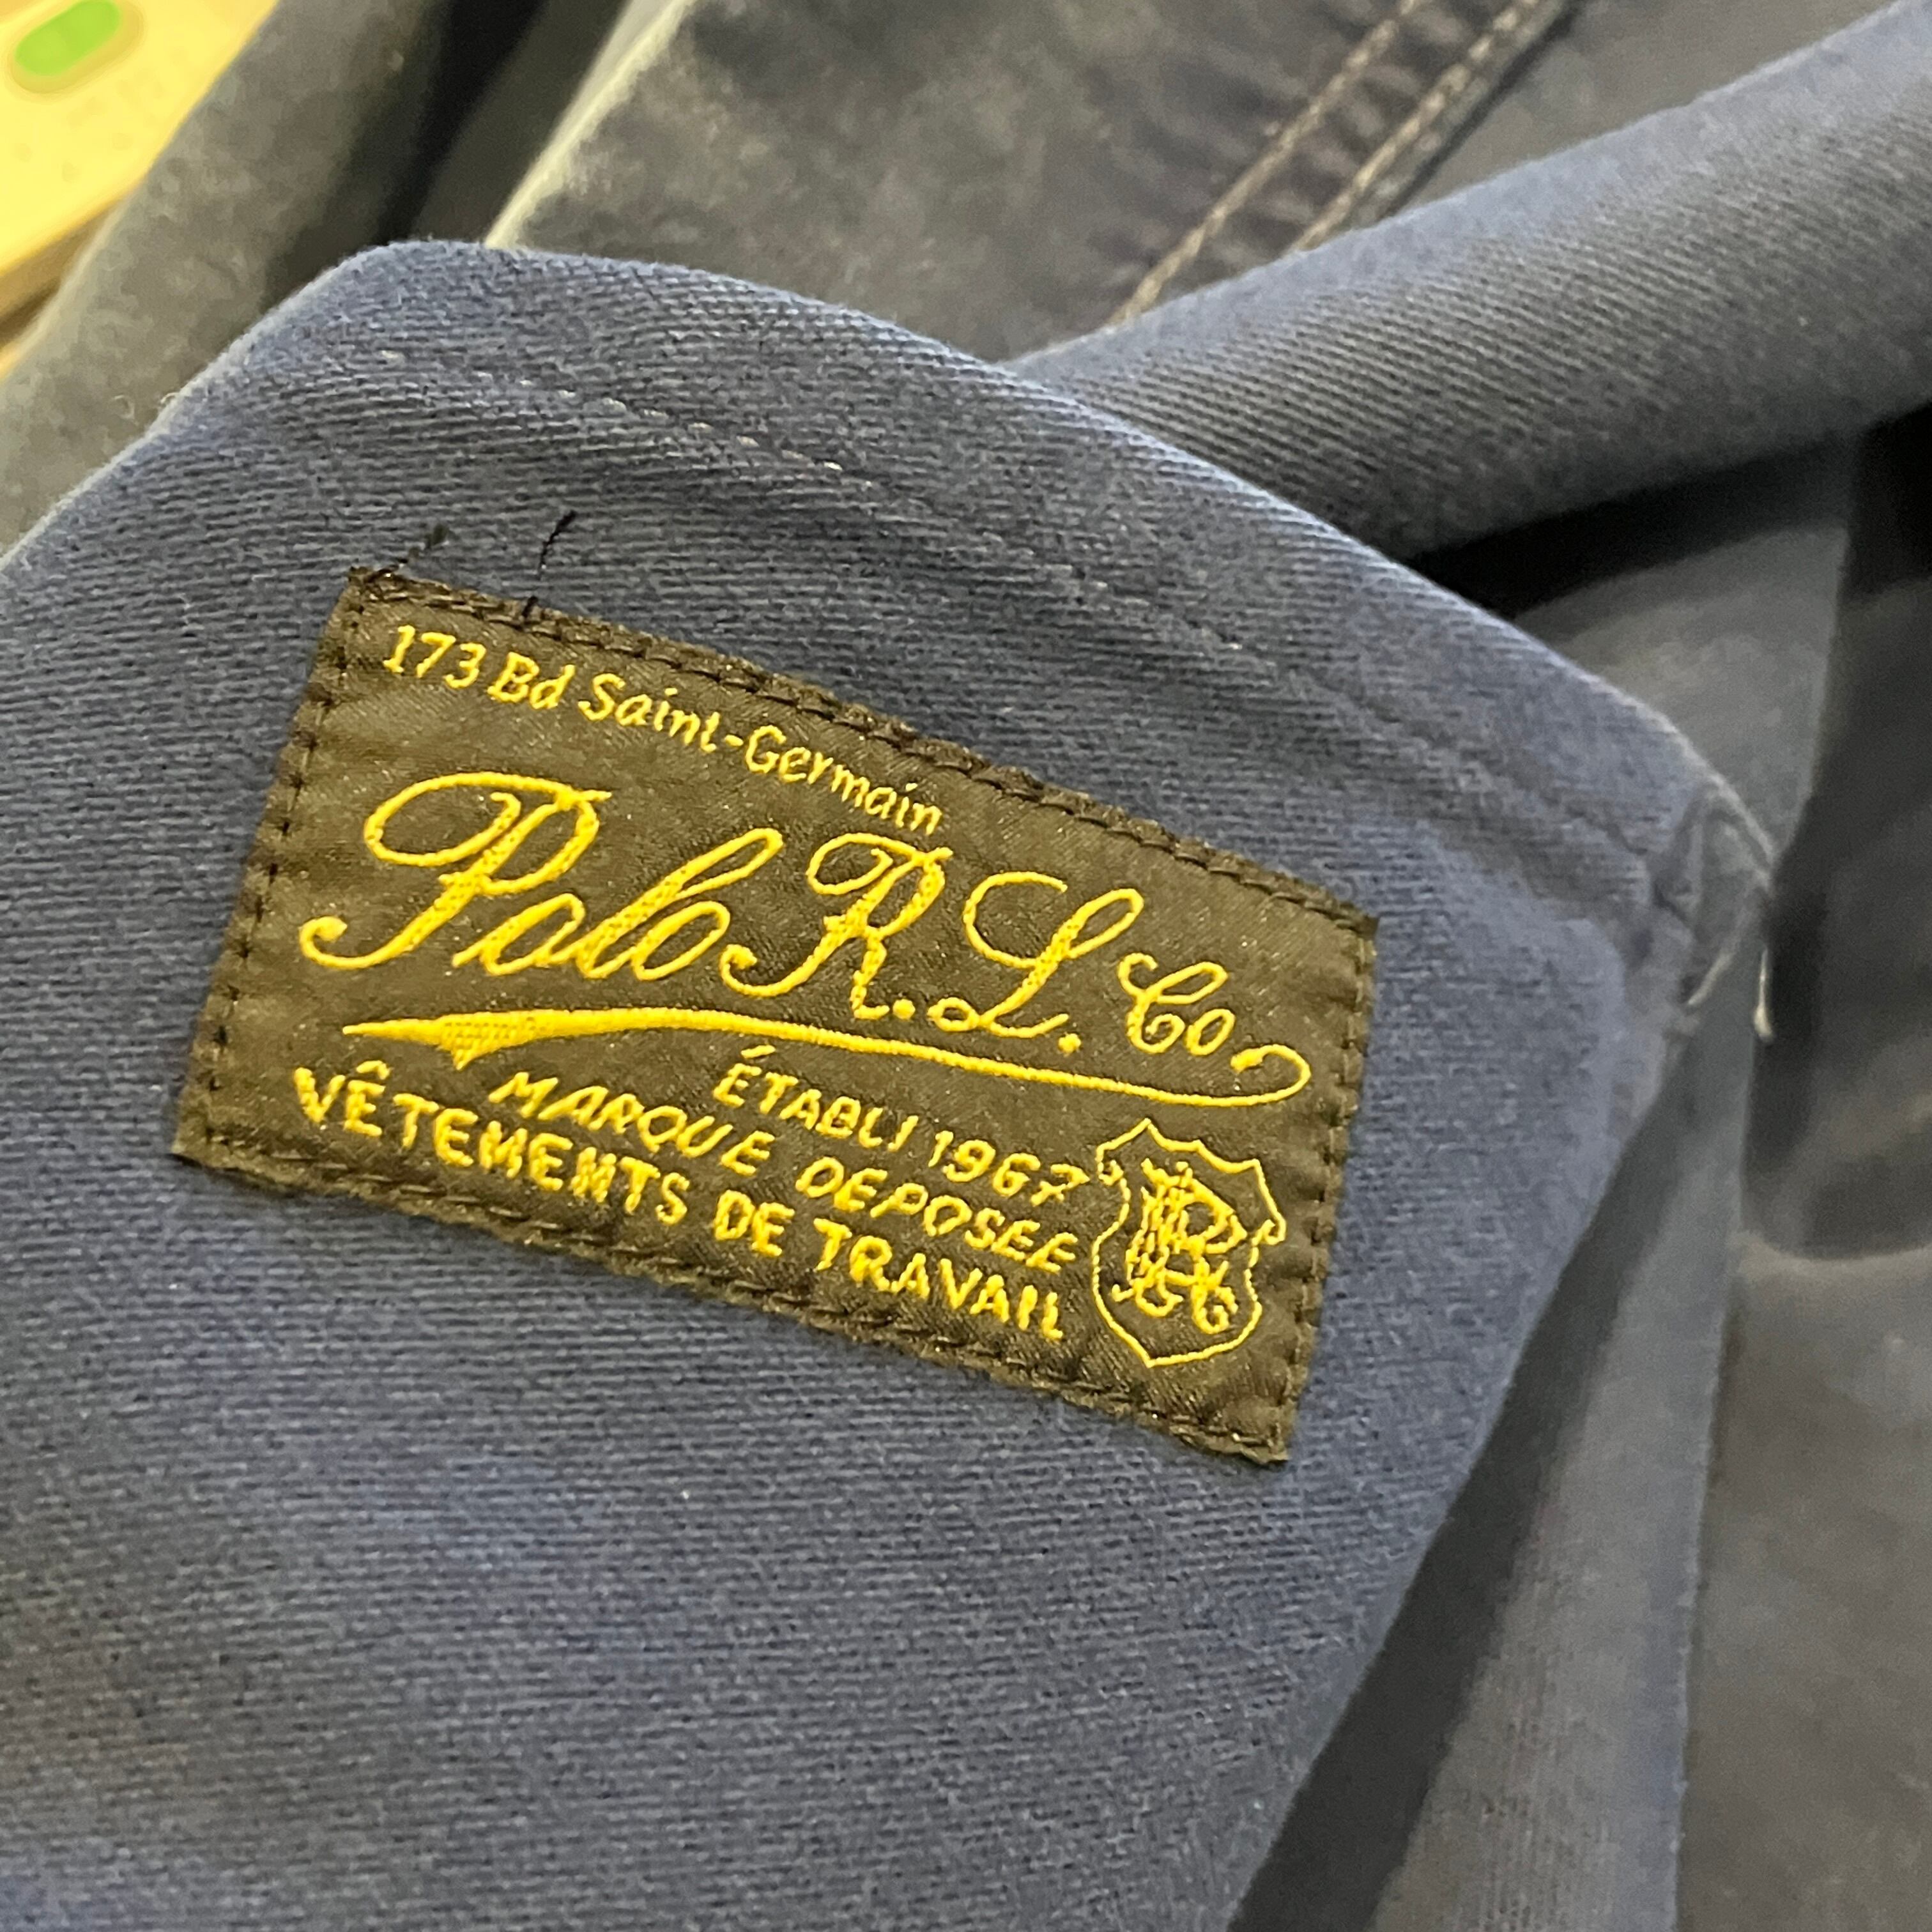 173 Bd Saint-Germain
Polo R.L. Co.
ÉTABLI 1967
MARQUE DEPOSÉE
VÊTEMENTS DE TRAVAIL